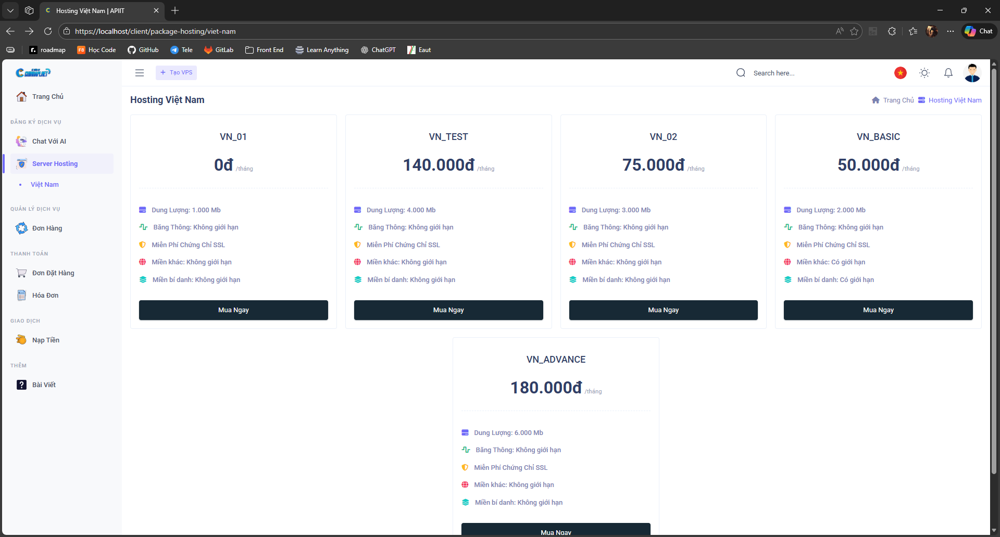 Hosting Việt Nam | APIIT
https://localhost/client/package-hosting/viet-nam
Chat
roadmap
F8 Học Code
GitHub
Tele
GitLab
Front End
Learn Anything
ChatGPT
Eaut
+ Tạo VPS
Search here...
Trang Chủ
ĐĂNG KÝ DỊCH VỤ
Chat Với AI
Server Hosting
Việt Nam
QUẢN LÝ DỊCH VỤ
Đơn Hàng
THANH TOÁN
Đơn Đặt Hàng
Hóa Đơn
GIAO DỊCH
Nạp Tiền
THÊM
Bài Viết
Hosting Việt Nam
Trang Chủ Hosting Việt Nam
VN_01
0đ /tháng
Dung Lượng: 1.000 Mb
Băng Thông: Không giới hạn
Miễn Phí Chứng Chỉ SSL
Miền khác: Không giới hạn
Miền bí danh: Không giới hạn
Mua Ngay
VN_TEST
140.000đ /tháng
Dung Lượng: 4.000 Mb
Băng Thông: Không giới hạn
Miễn Phí Chứng Chỉ SSL
Miền khác: Không giới hạn
Miền bí danh: Không giới hạn
Mua Ngay
VN_02
75.000đ /tháng
Dung Lượng: 3.000 Mb
Băng Thông: Không giới hạn
Miễn Phí Chứng Chỉ SSL
Miền khác: Không giới hạn
Miền bí danh: Không giới hạn
Mua Ngay
VN_BASIC
50.000đ /tháng
Dung Lượng: 2.000 Mb
Băng Thông: Không giới hạn
Miễn Phí Chứng Chỉ SSL
Miền khác: Có giới hạn
Miền bí danh: Có giới hạn
Mua Ngay
VN_ADVANCE
180.000đ /tháng
Dung Lượng: 6.000 Mb
Băng Thông: Không giới hạn
Miễn Phí Chứng Chỉ SSL
Miền khác: Không giới hạn
Miền bí danh: Không giới hạn
Mua Ngay